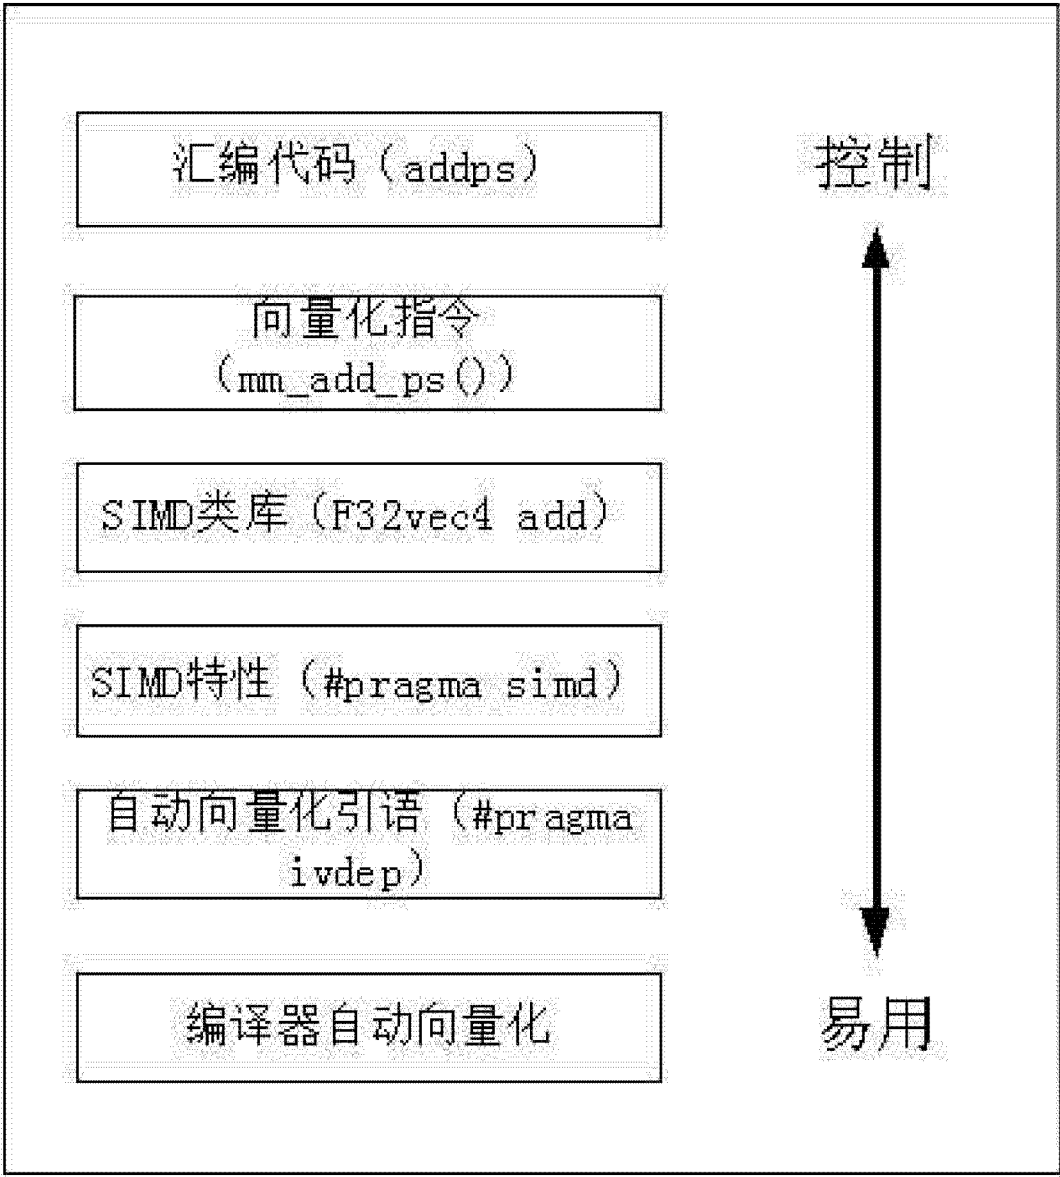 汇编代码（addps）
控制
向量化指令
（mm_add_ps()）
SIMD类库（F32vec4 add）
SIMD特性（#pragma simd）
自动向量化引语（#pragma
ivdep）
编译器自动向量化
易用